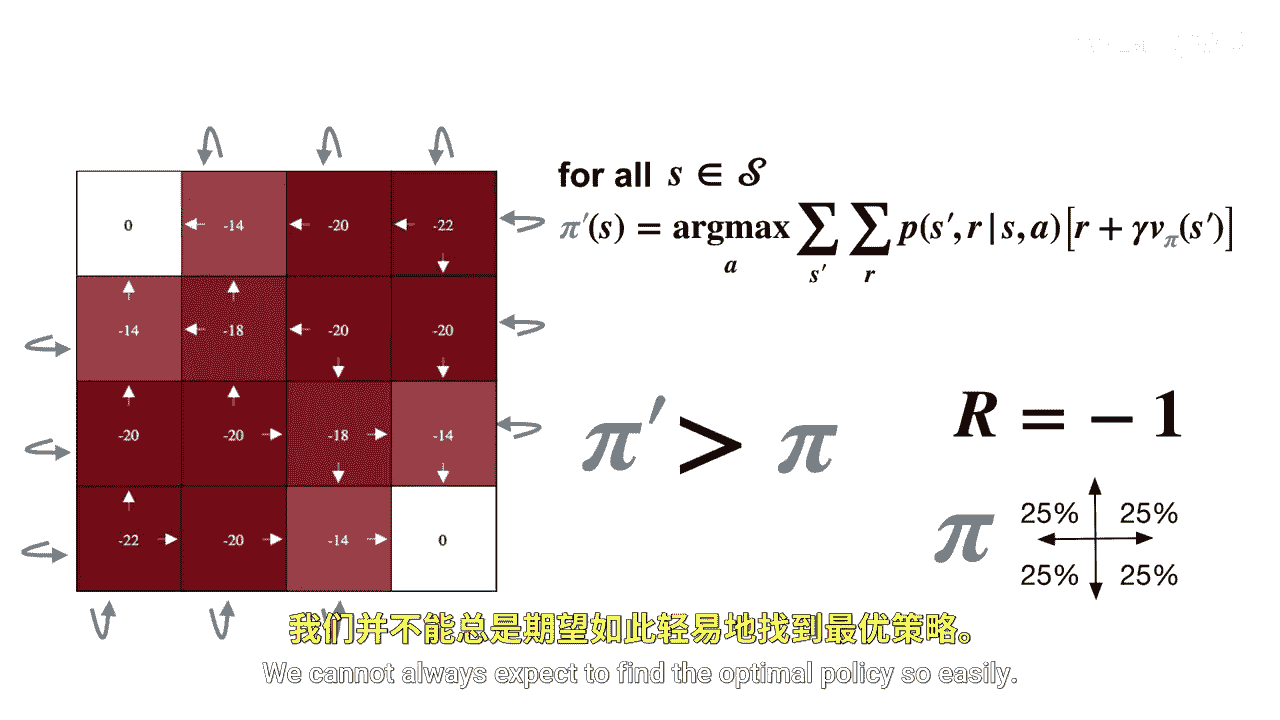 0 -14 -20 -22
-14 -18 -20 -20
-20 -20 -18 -14
-22 -20 -14 0
for all s ∈ 𝒮
π′(s) = argmax_a ∑_{s′} ∑_r p(s′, r | s, a)[r + γv_π(s′)]
π′ > π
R = − 1
π
25% 25%
25% 25%
我们并不能总是期望如此轻易地找到最优策略。
We cannot always expect to find the optimal policy so easily.